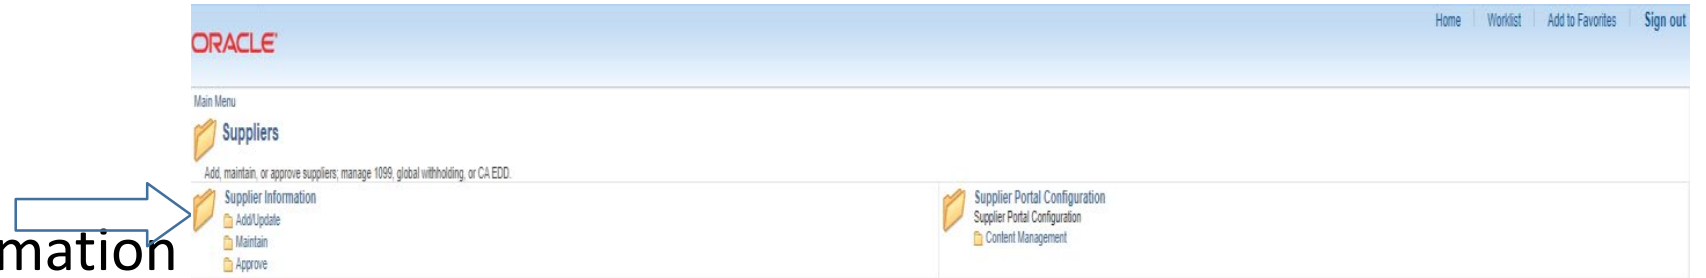 Home Worklist Add to Favorites Sign out
ORACLE
Main Menu
Suppliers
Add, maintain, or approve suppliers; manage 1099, global withholding, or CA EDD.
Supplier Information
Add/Update
Maintain
Approve
Supplier Portal Configuration
Supplier Portal Configuration
Content Management
mation